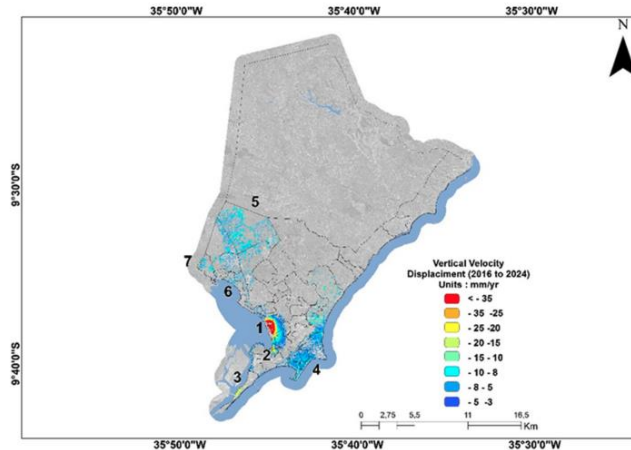 35°50'0"W 35°40'0"W 35°30'0"W
N
9°30'0"S
5
7
6
1
2
3
4
9°40'0"S
Vertical Velocity
Displacment (2016 to 2024)
Units : mm/yr
< - 35
- 35 -25
- 25 -20
- 20 -15
- 15 -10
- 10 - 8
- 8 - 5
- 5 -3
0 2,75 5,5 11 16,5
Km
35°50'0"W 35°40'0"W 35°30'0"W